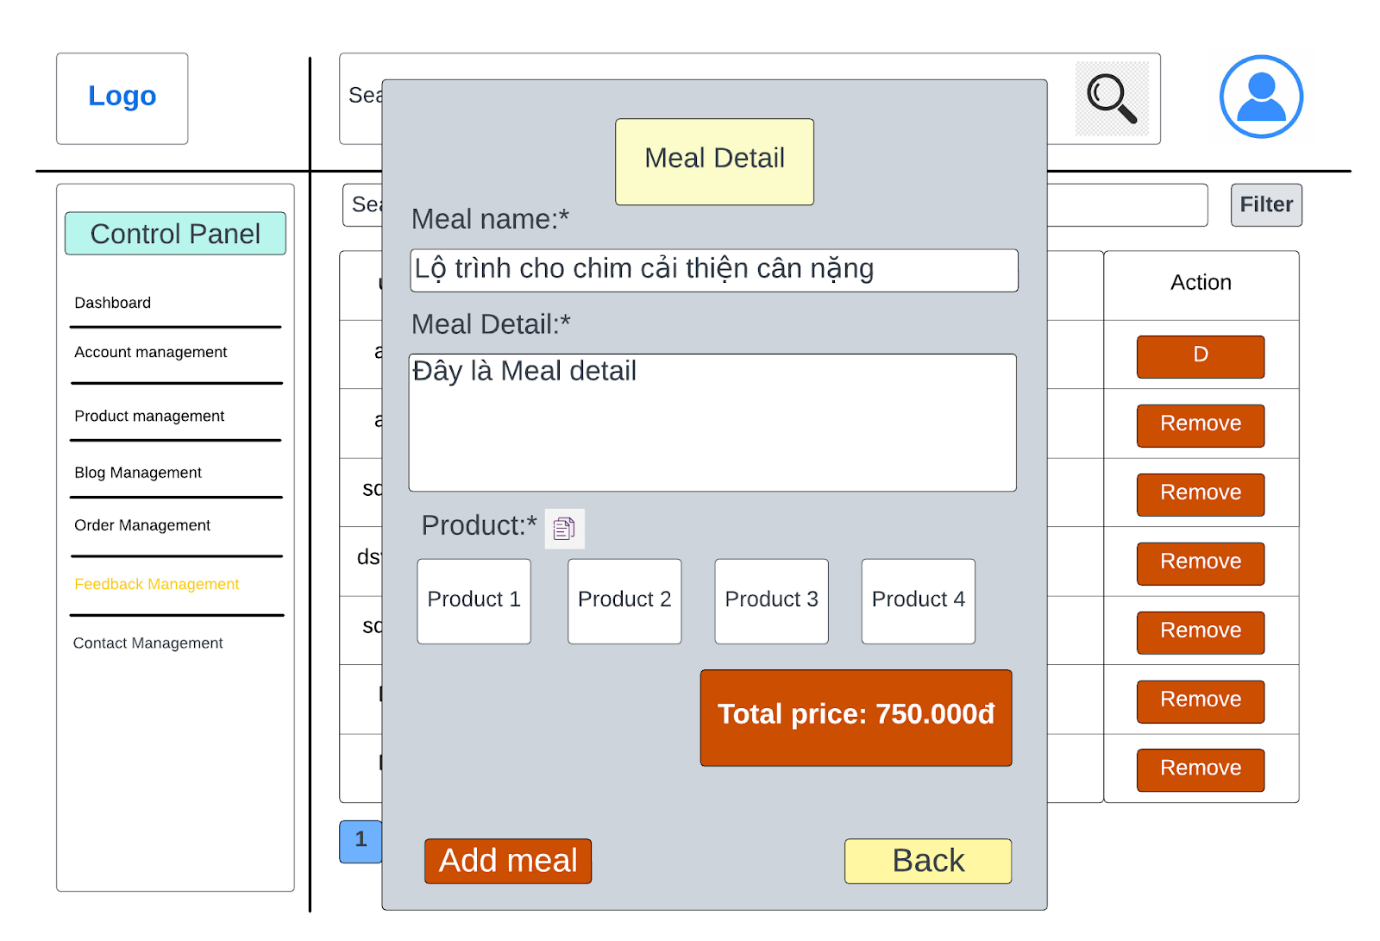 Logo
Control Panel
Dashboard
Account management
Product management
Blog Management
Order Management
Feedback Management
Contact Management
Meal Detail
Meal name:*
Lộ trình cho chim cải thiện cân nặng
Meal Detail:*
Đây là Meal detail
Product:*
Product 1 Product 2 Product 3 Product 4
Total price: 750.000đ
Add meal Back
Filter
Action
D
Remove
Remove
Remove
Remove
Remove
Remove
1